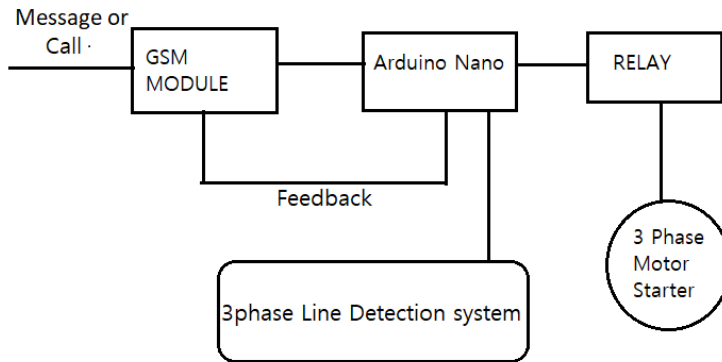 Message or
Call ·
GSM
MODULE
Arduino Nano
RELAY
Feedback
3 Phase
Motor
Starter
3phase Line Detection system